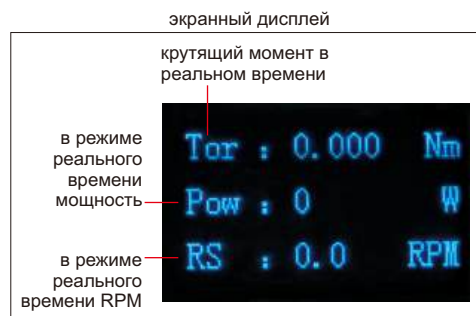 экранный дисплей
крутящий момент в
реальном времени
в режиме
реального
времени
мощность
в режиме
реального
времени RPM
Tor : 0.000 Nm
Pow : 0 W
RS : 0.0 RPM